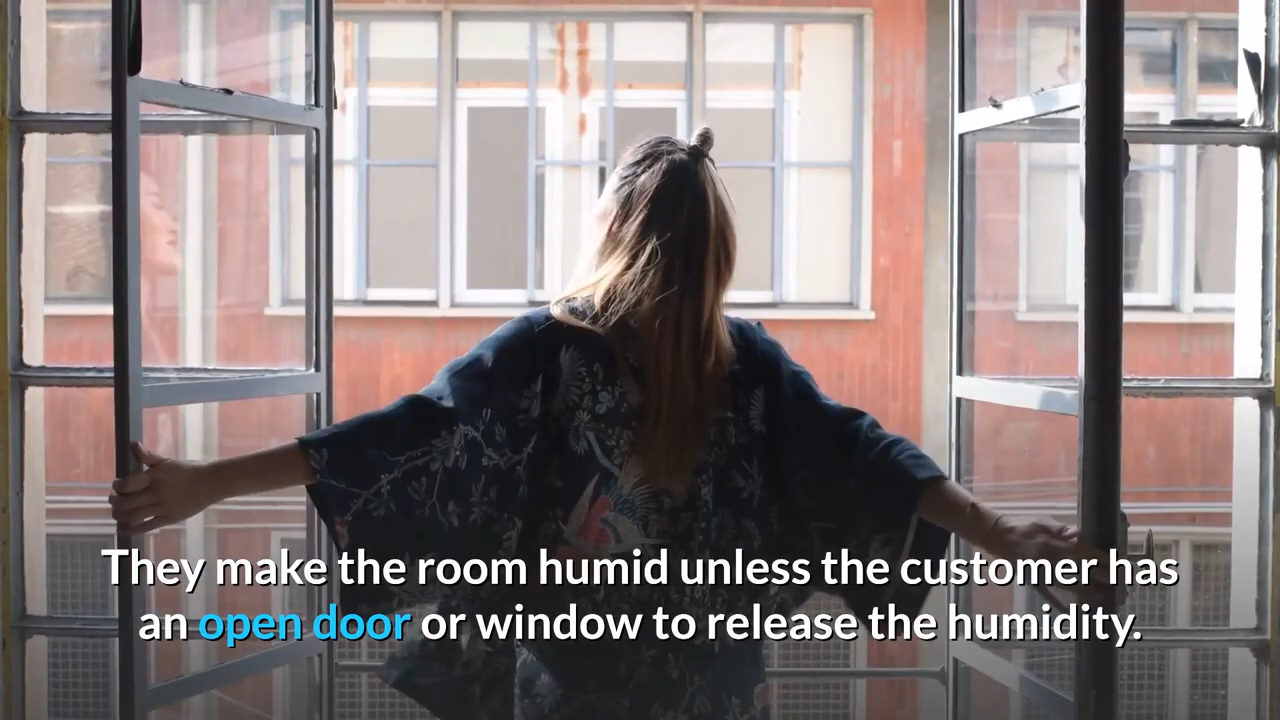 They make the room humid unless the customer has
an open door or window to release the humidity.